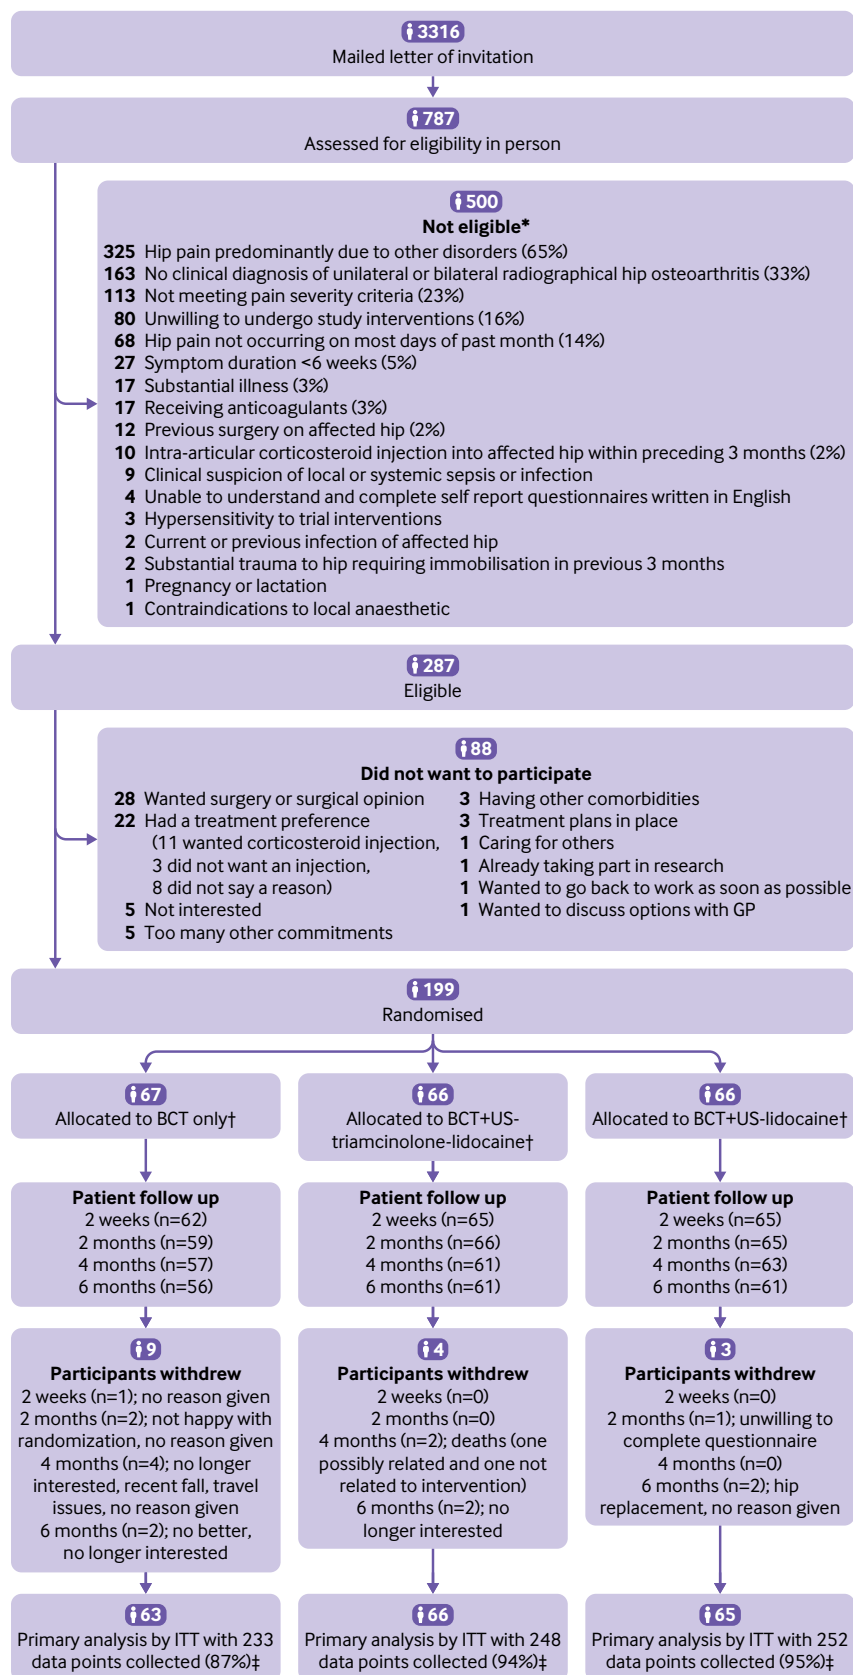 3316
Mailed letter of invitation
787
Assessed for eligibility in person
500
Not eligible*
325 Hip pain predominantly due to other disorders (65%)
163 No clinical diagnosis of unilateral or bilateral radiographical hip osteoarthritis (33%)
113 Not meeting pain severity criteria (23%)
80 Unwilling to undergo study interventions (16%)
68 Hip pain not occurring on most days of past month (14%)
27 Symptom duration <6 weeks (5%)
17 Substantial illness (3%)
17 Receiving anticoagulants (3%)
12 Previous surgery on affected hip (2%)
10 Intra-articular corticosteroid injection into affected hip within preceding 3 months (2%)
9 Clinical suspicion of local or systemic sepsis or infection
4 Unable to understand and complete self report questionnaires written in English
3 Hypersensitivity to trial interventions
2 Current or previous infection of affected hip
2 Substantial trauma to hip requiring immobilisation in previous 3 months
1 Pregnancy or lactation
1 Contraindications to local anaesthetic
287
Eligible
88
Did not want to participate
28 Wanted surgery or surgical opinion
22 Had a treatment preference
(11 wanted corticosteroid injection,
3 did not want an injection,
8 did not say a reason)
5 Not interested
5 Too many other commitments
3 Having other comorbidities
3 Treatment plans in place
1 Caring for others
1 Already taking part in research
1 Wanted to go back to work as soon as possible
1 Wanted to discuss options with GP
199
Randomised
67
Allocated to BCT only†
66
Allocated to BCT+US-
triamcinolone-lidocaine†
66
Allocated to BCT+US-lidocaine†
Patient follow up
2 weeks (n=62)
2 months (n=59)
4 months (n=57)
6 months (n=56)
Patient follow up
2 weeks (n=65)
2 months (n=66)
4 months (n=61)
6 months (n=61)
Patient follow up
2 weeks (n=65)
2 months (n=65)
4 months (n=63)
6 months (n=61)
9
Participants withdrew
2 weeks (n=1); no reason given
2 months (n=2); not happy with
randomization, no reason given
4 months (n=4); no longer
interested, recent fall, travel
issues, no reason given
6 months (n=2); no better,
no longer interested
4
Participants withdrew
2 weeks (n=0)
2 months (n=0)
4 months (n=2); deaths (one
possibly related and one not
related to intervention)
6 months (n=2); no
longer interested
3
Participants withdrew
2 weeks (n=0)
2 months (n=1); unwilling to
complete questionnaire
4 months (n=0)
6 months (n=2); hip
replacement, no reason given
63
Primary analysis by ITT with 233
data points collected (87%)‡
66
Primary analysis by ITT with 248
data points collected (94%)‡
65
Primary analysis by ITT with 252
data points collected (95%)‡